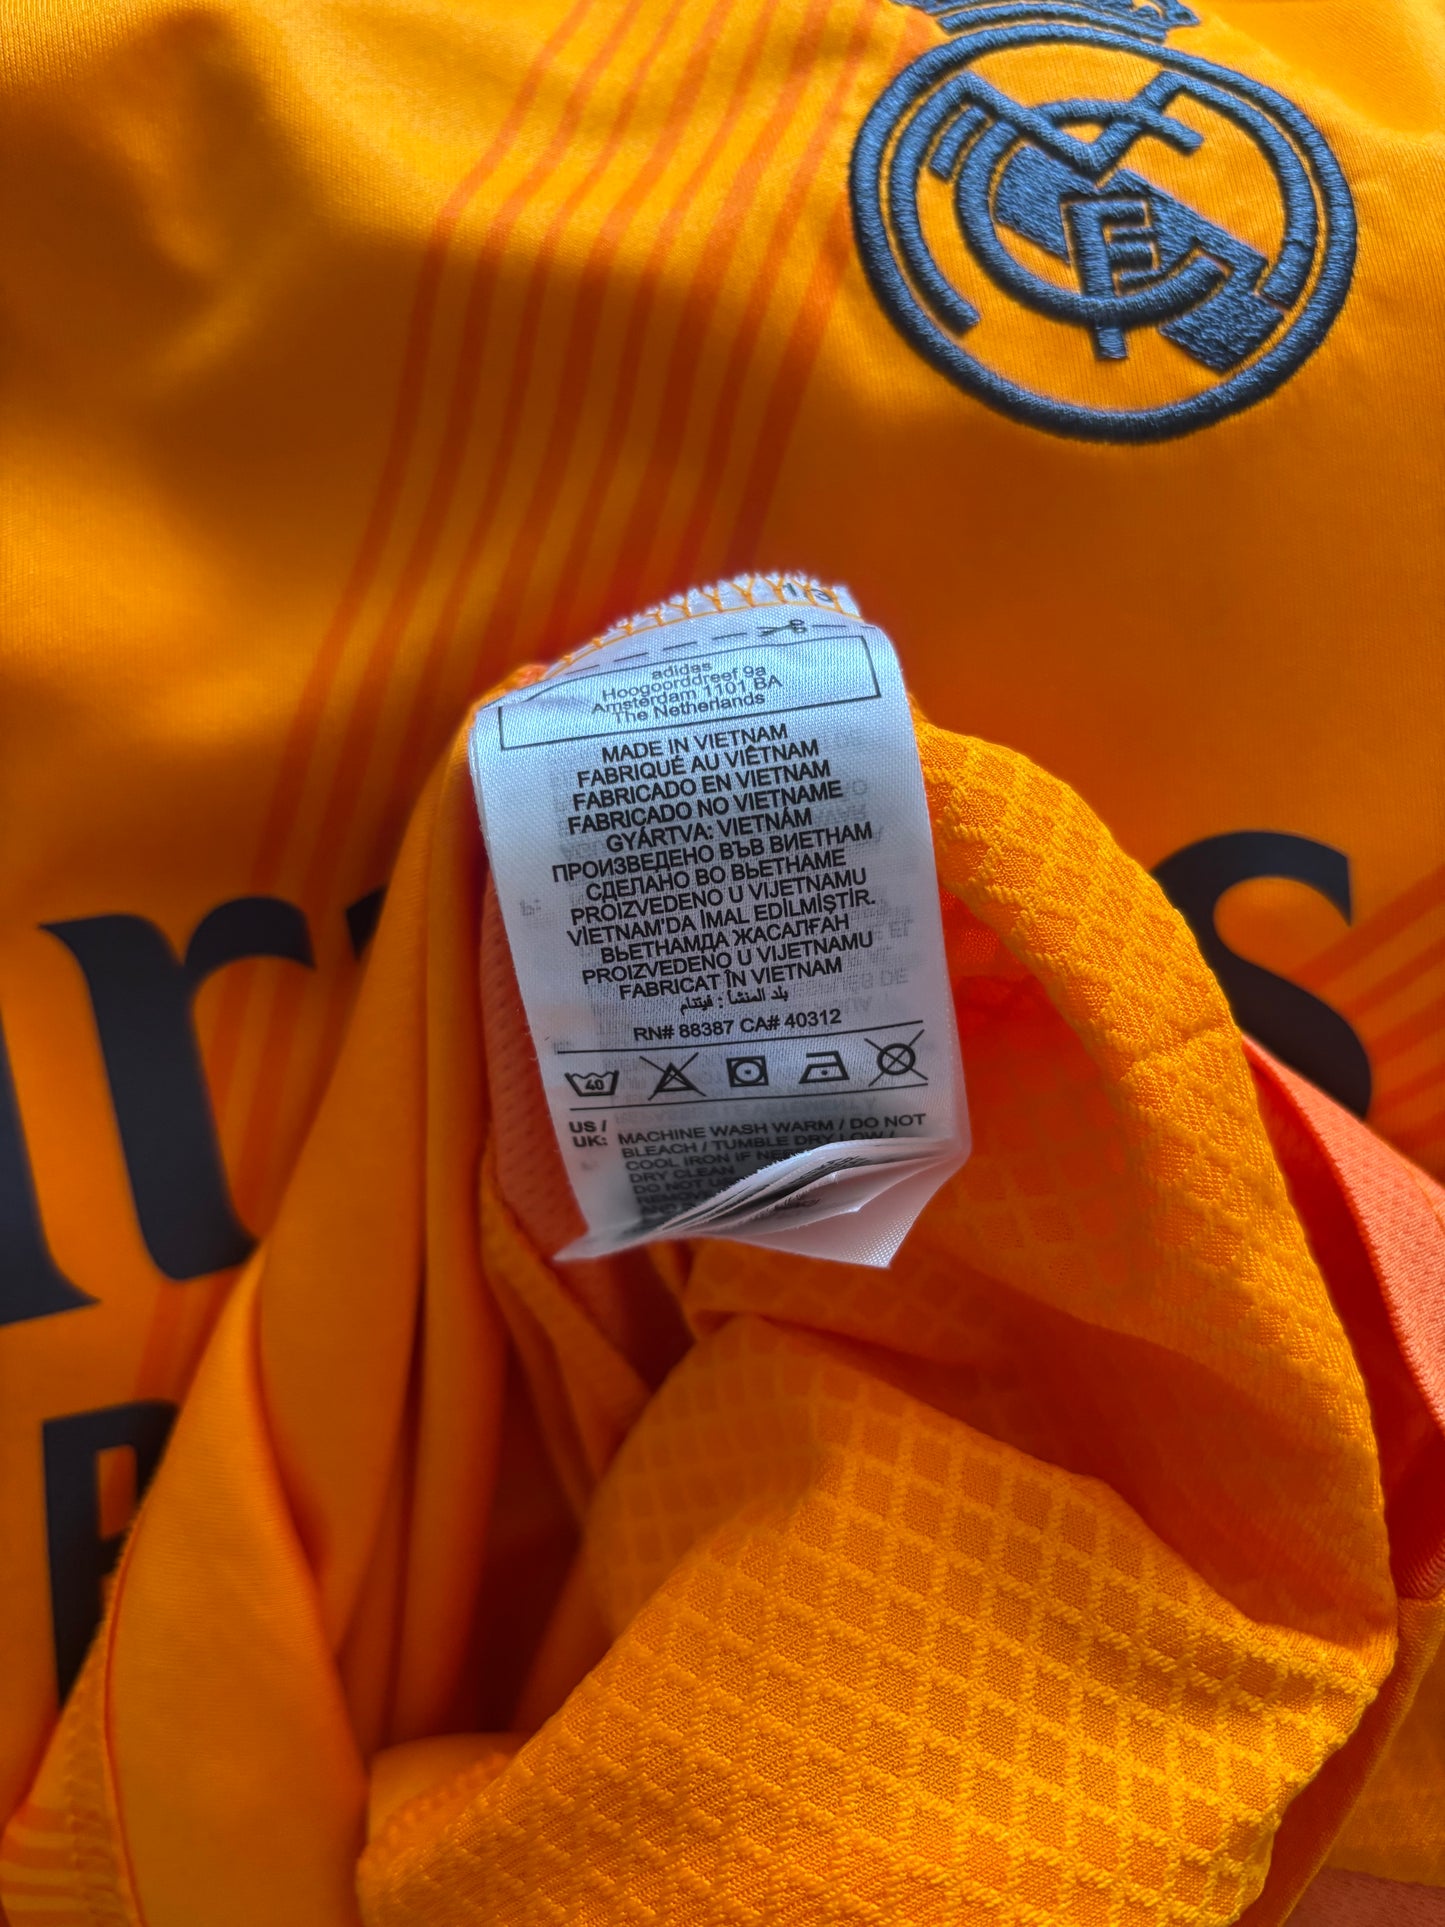 adidas
Hoogoorddreef 9a
Amsterdam 1101 BA
The Netherlands
MADE IN VIETNAM
FABRIQUÉ AU VIÊTNAM
FABRICADO EN VIETNAM
FABRICADO NO VIETNAME
GYÁRTVA: VIETNÁM
ПРОИЗВЕДЕНО ВЪВ ВИЕТНАМ
СДЕЛАНО ВО ВЬЕТНАМЕ
PROIZVEDENO U VIJETNAMU
VİETNAM'DA İMAL EDİLMİŞTİR.
ВЬЕТНАМДА ЖАСАЛҒАН
PROIZVEDENO U VIJETNAMU
FABRICAT ÎN VIETNAM
بلد المنشأ : فيتنام
RN# 88387 CA# 40312
40
US / UK: MACHINE WASH WARM / DO NOT
BLEACH / TUMBLE DRY LOW /
COOL IRON IF
DRY CLEAN
DO NOT